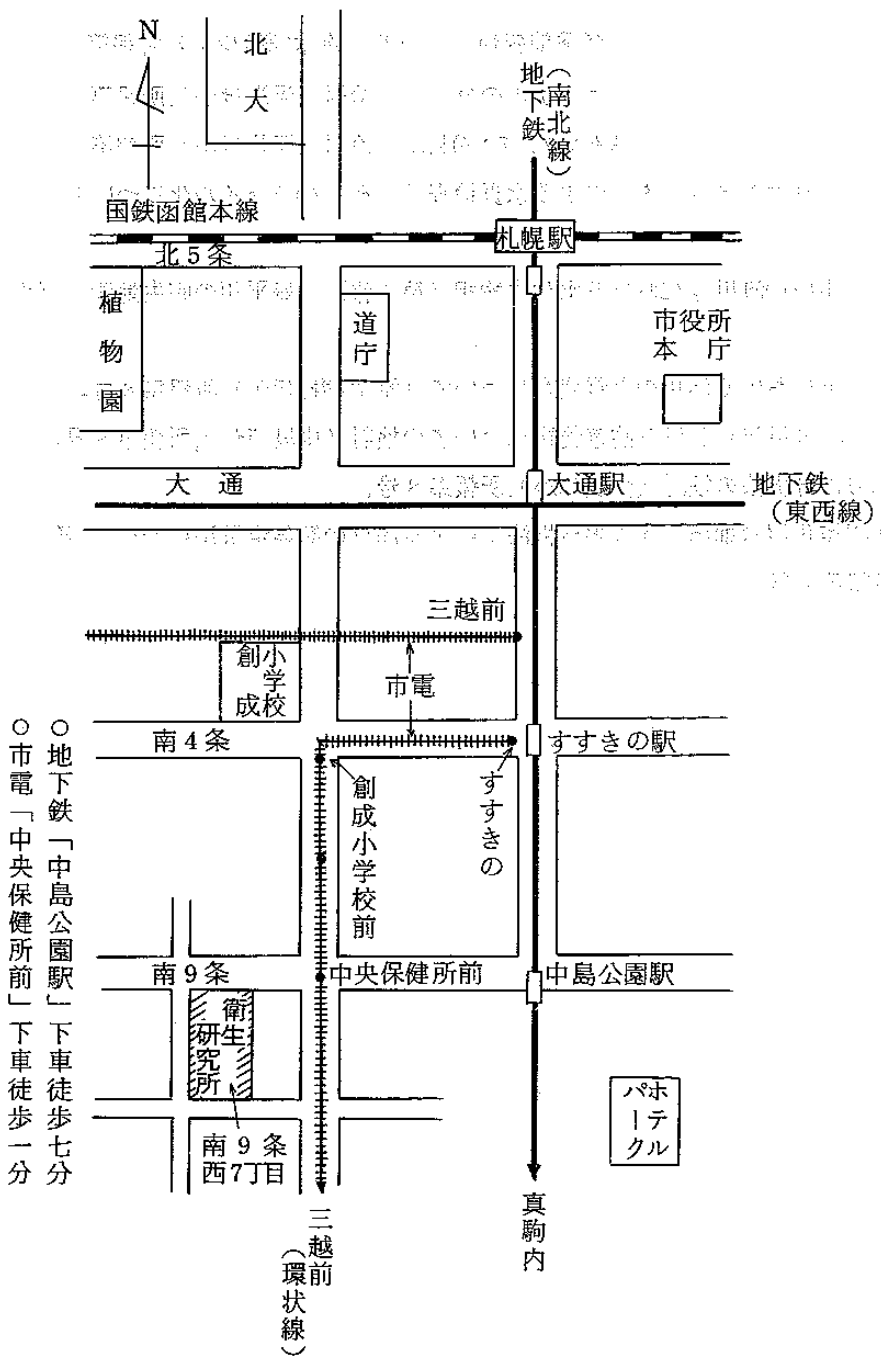 N
北大
地下鉄
（南北線）
国鉄函館本線
札幌駅
北5条
植物園
道庁
市役所
本庁
大通
大通駅
地下鉄
（東西線）
三越前
創成
小学校
市電
南4条
すすきの駅
すすきの
創成小学校前
南9条
中央保健所前
中島公園駅
衛生
研究所
南9条
西7丁目
パーク
ホテル
真駒内
三越前
（環状線）
○地下鉄「中島公園駅」下車徒歩七分
○市電「中央保健所前」下車徒歩一分